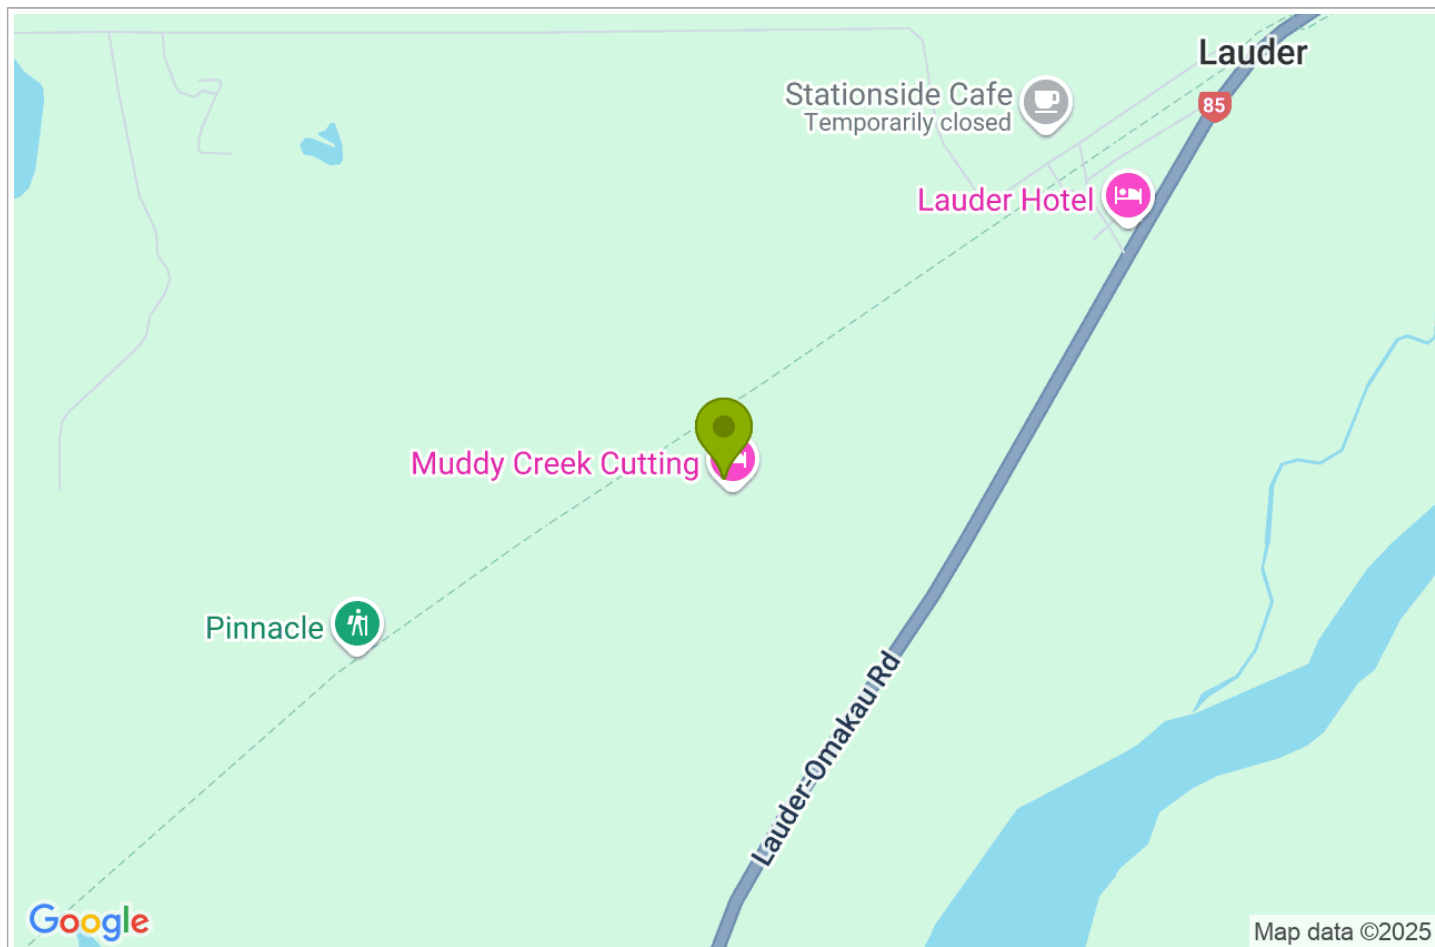 Lauder
Stationside Cafe
Temporarily closed
85
Lauder Hotel
Muddy Creek Cutting
Pinnacle
Lauder-Omakau Rd
Google
Map data ©2025